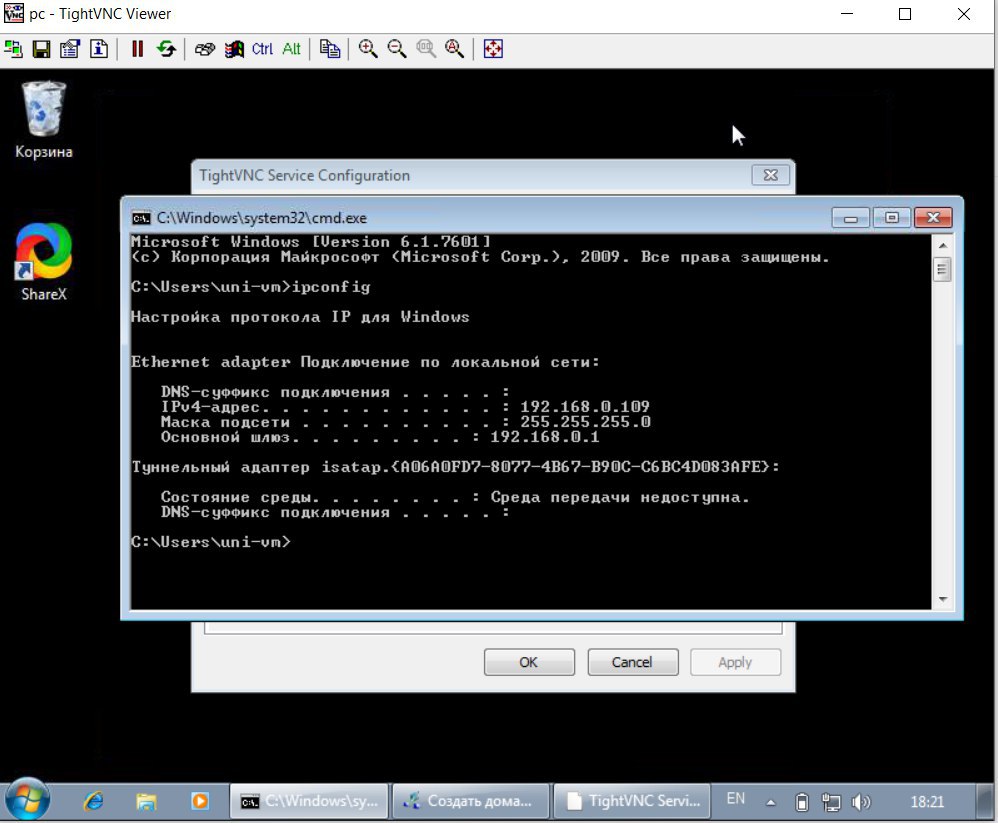 pc - TightVNC Viewer
Ctrl Alt
Корзина
TightVNC Service Configuration
C:\Windows\system32\cmd.exe
Microsoft Windows [Version 6.1.7601]
(c) Корпорация Майкрософт (Microsoft Corp.), 2009. Все права защищены.
C:\Users\uni-vm>ipconfig
Настройка протокола IP для Windows
Ethernet adapter Подключение по локальной сети:
DNS-суффикс подключения . . . . . :
IPv4-адрес. . . . . . . . . . . . : 192.168.0.109
Маска подсети . . . . . . . . . . : 255.255.255.0
Основной шлюз. . . . . . . . . : 192.168.0.1
Туннельный адаптер isatap.{A06A0FD7-8077-4B67-B90C-C6BC4D083AFE}:
Состояние среды. . . . . . . . : Среда передачи недоступна.
DNS-суффикс подключения . . . . . :
C:\Users\uni-vm>
ShareX
OK Cancel Apply
C:\Windows\sy... Создать дома... TightVNC Servi... EN 18:21